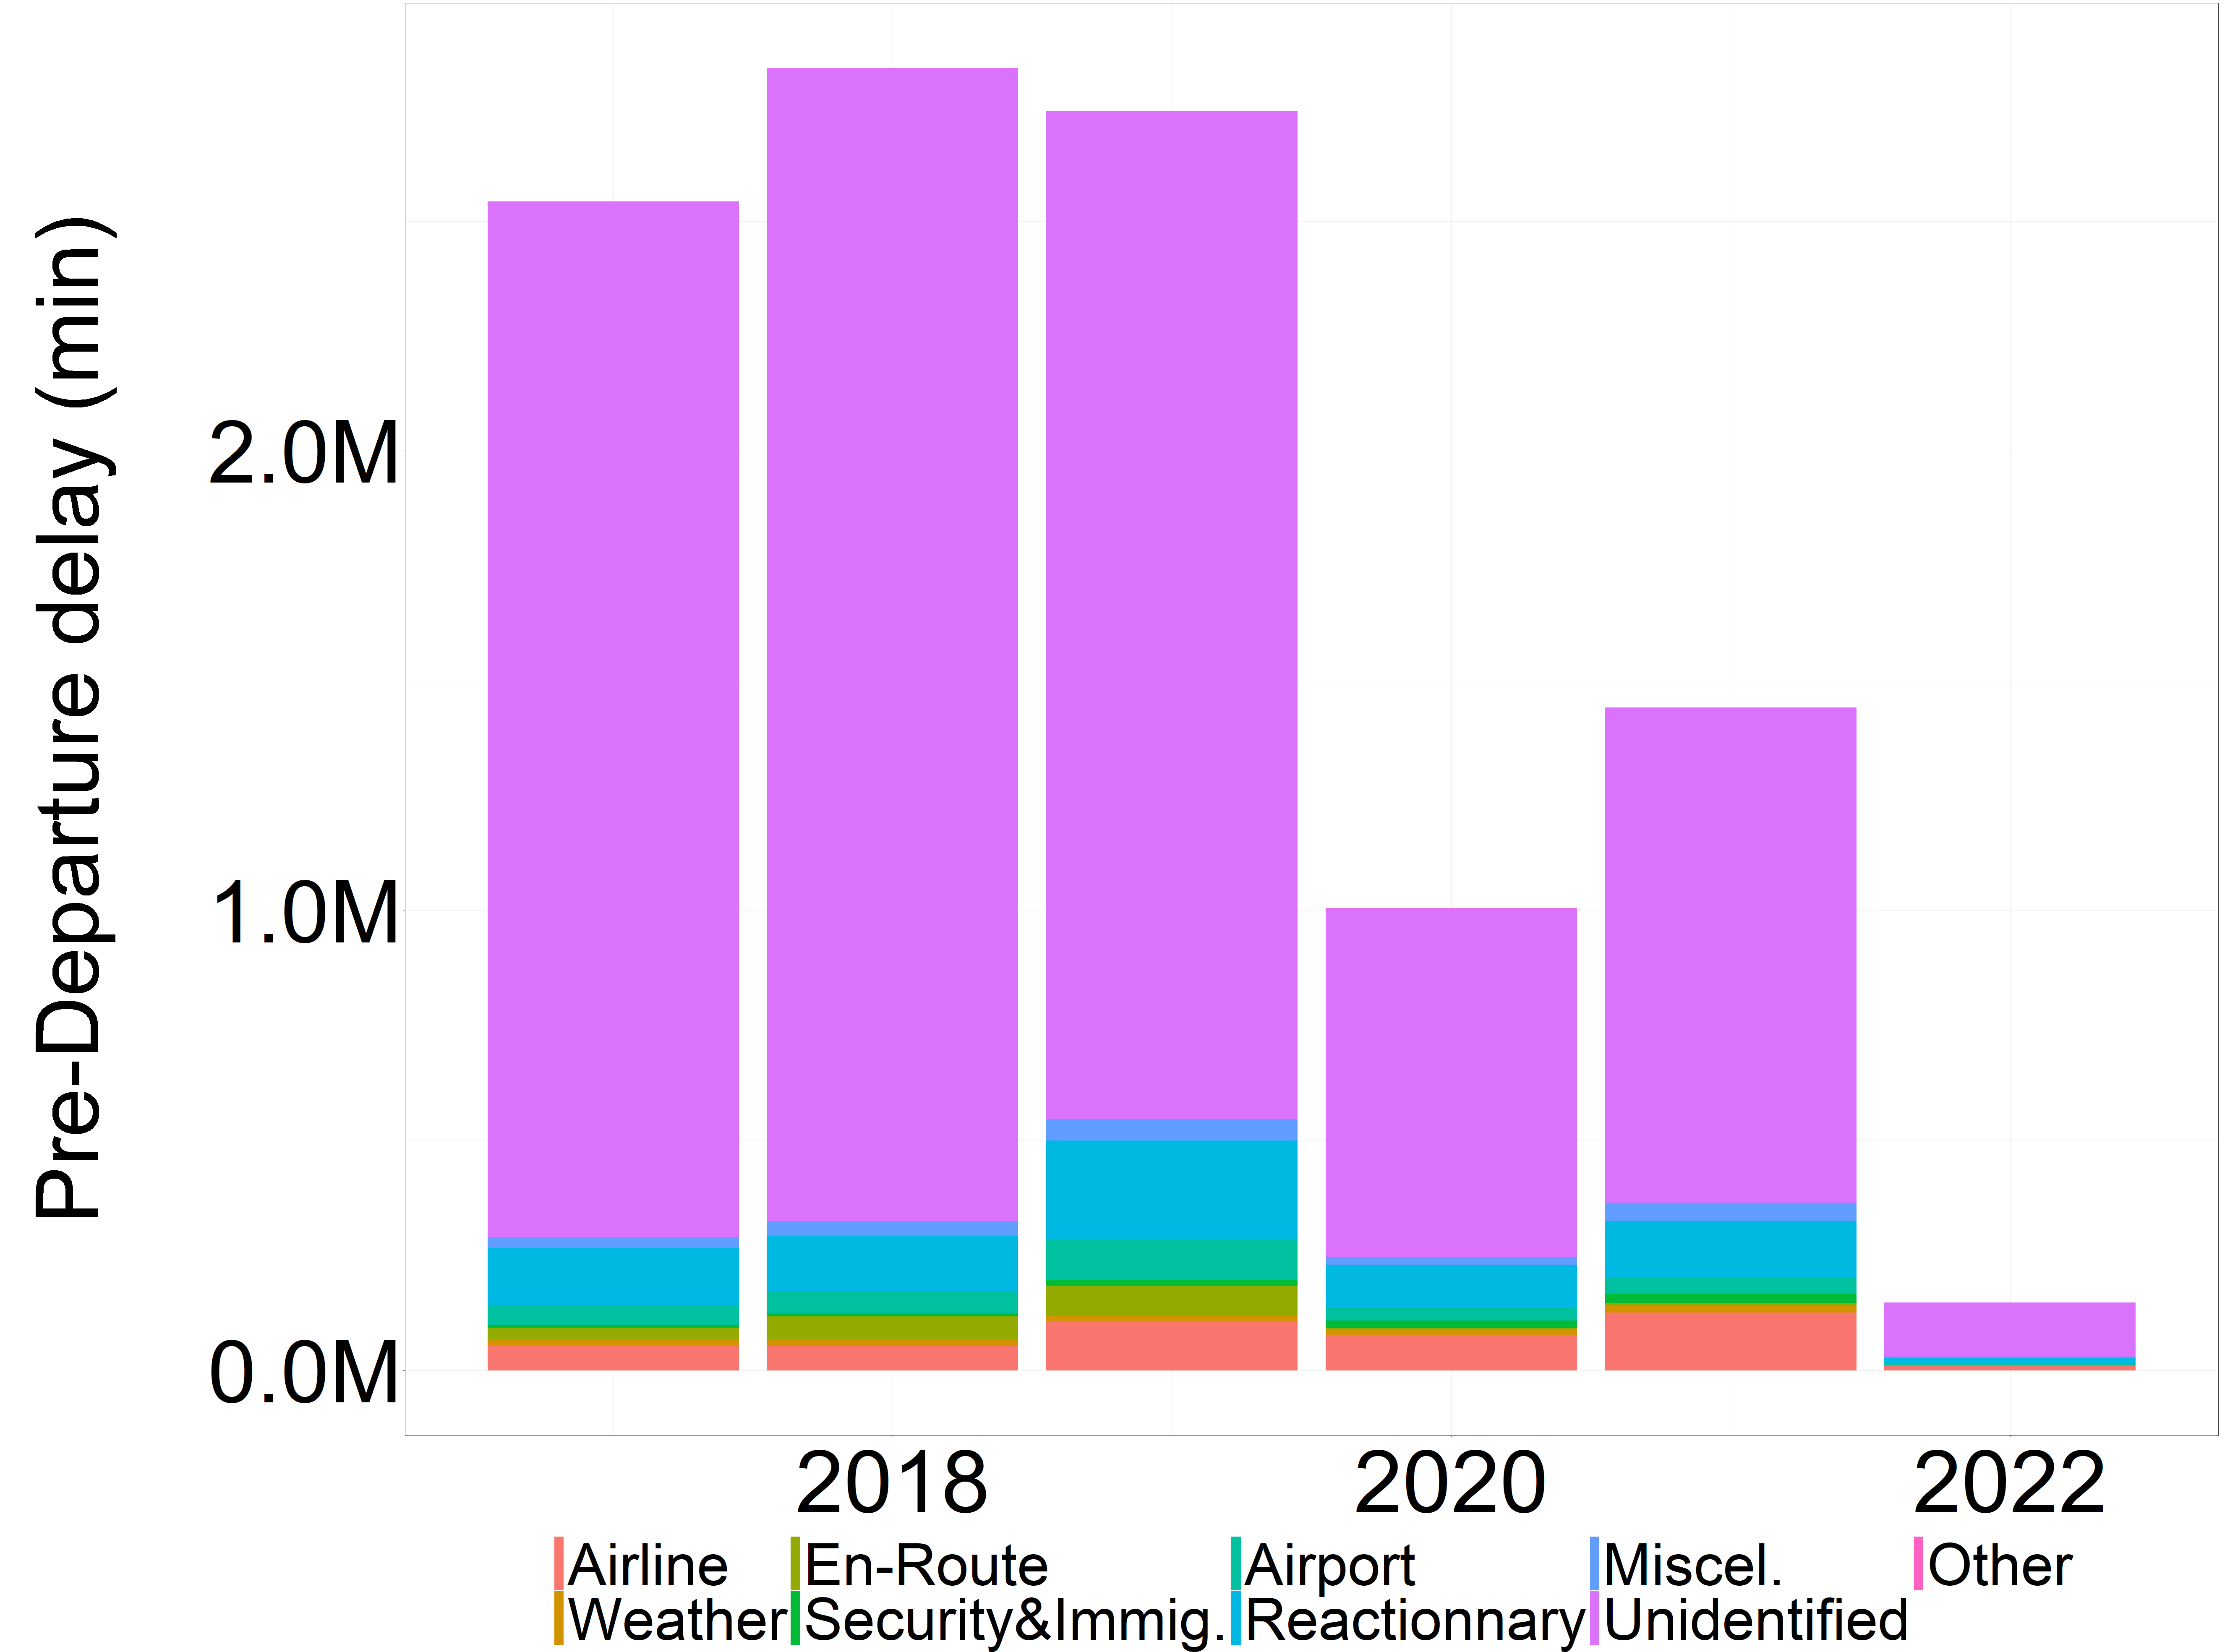 Pre-Departure delay (min)
2.0M
1.0M
0.0M
2018 2020 2022
Airline En-Route Airport Miscel. Other
Weather Security&Immig. Reactionnary Unidentified